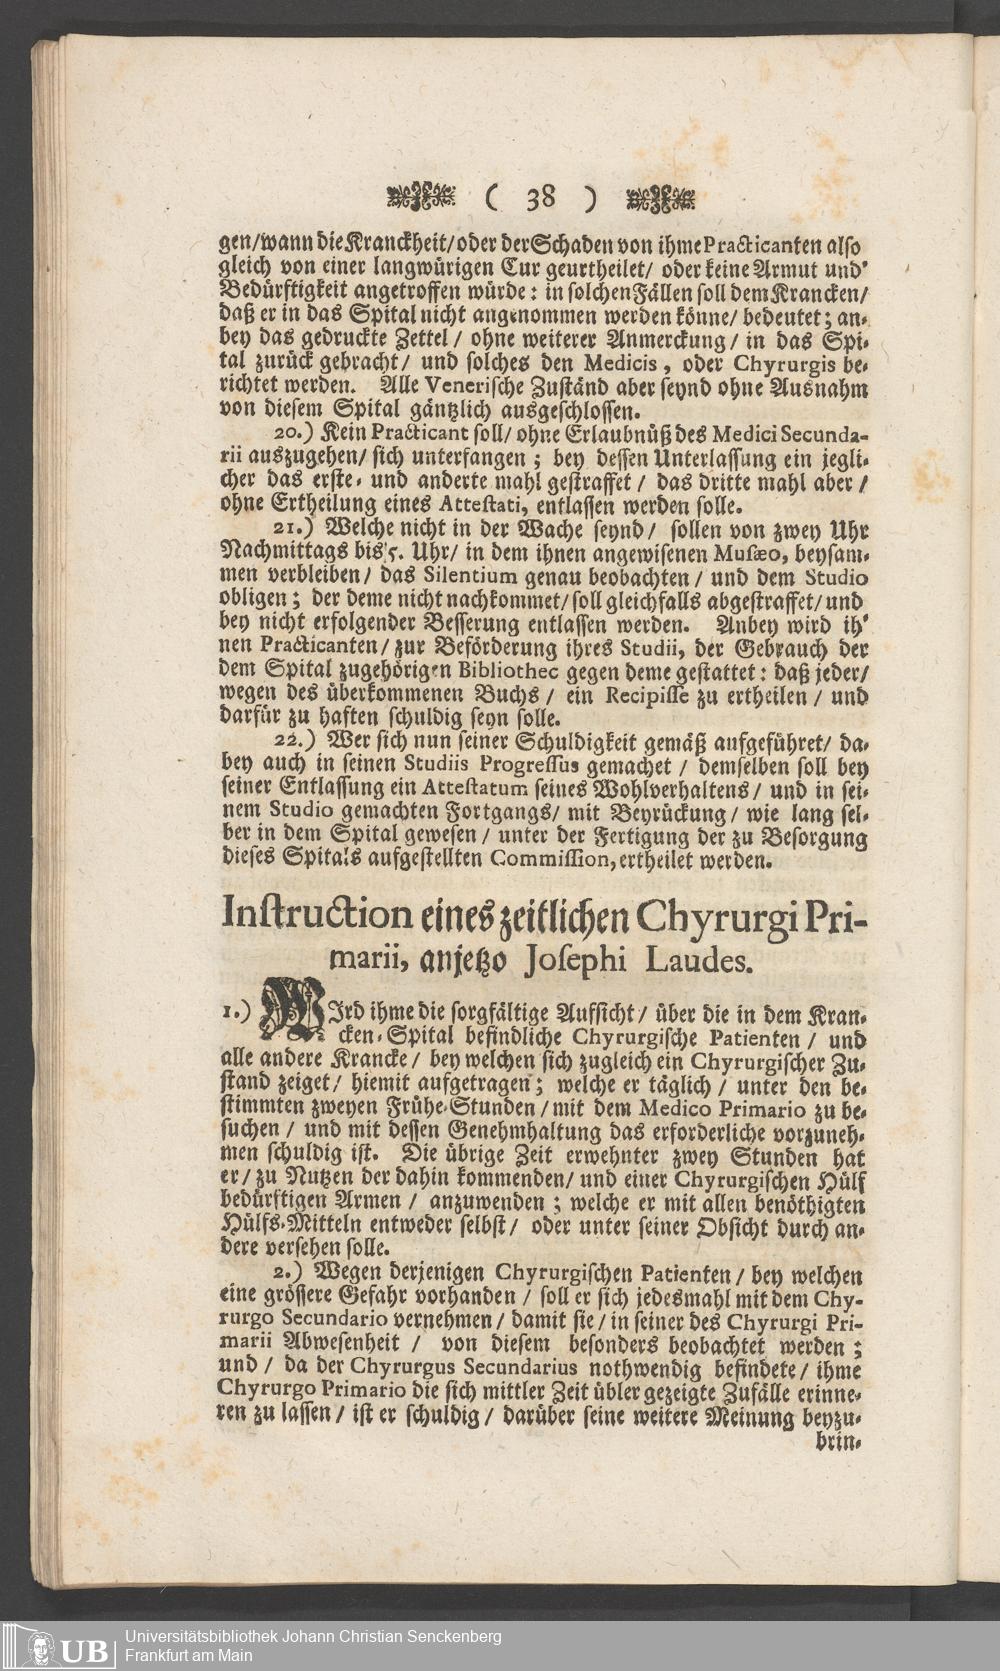 ( 38 )
gen/wann die Kranckheit/oder der Schaden von ihme Practicanten also
gleich von einer langwürigen Cur geurtheilet/ oder keine Armut und
Bedürftigkeit angetroffen würde: in solchen Fällen soll dem Krancken/
daß er in das Spital nicht angenommen werden könne/ bedeutet; an-
bey das gedruckte Zettel/ ohne weiterer Anmerckung/ in das Spi-
tal zurück gebracht/ und solches den Medicis, oder Chyrurgis be-
richtet werden. Alle Venerische Zuständ aber seynd ohne Ausnahm
von diesem Spital gäntzlich ausgeschlossen.
20.) Kein Practicant soll/ ohne Erlaubnüß des Medici Secunda-
rii auszugehen/ sich unterfangen; bey dessen Unterlassung ein jegli-
cher das erste- und anderte mahl gestraffet/ das dritte mahl aber/
ohne Ertheilung eines Attestati, entlassen werden solle.
21.) Welche nicht in der Wache seynd/ sollen von zwey Uhr
Nachmittags bis 5. Uhr/ in dem ihnen angewisenen Musæo, beysam-
men verbleiben/ das Silentium genau beobachten/ und dem Studio
obligen; der deme nicht nachkommet/ soll gleichfalls abgestraffet/ und
bey nicht erfolgender Besserung entlassen werden. Anbey wird ih-
nen Practicanten/ zur Beförderung ihres Studii, der Gebrauch der
dem Spital zugehörigen Bibliothec gegen deme gestattet: daß jeder/
wegen des überkommenen Buchs/ ein Recipisse zu ertheilen/ und
darfür zu haften schuldig seyn solle.
22.) Wer sich nun seiner Schuldigkeit gemäß aufgeführet/ da-
bey auch in seinen Studiis Progressus gemachet/ demselben soll bey
seiner Entlassung ein Attestatum seines Wohlverhaltens/ und in sei-
nem Studio gemachten Fortgangs/ mit Beyrückung/ wie lang sel-
ber in dem Spital gewesen/ unter der Fertigung der zu Besorgung
dieses Spitals aufgestellten Commission, ertheilet werden.
Instruction eines zeitlichen Chyrurgi Pri-
marii, anjetzo Josephi Laudes.
1.) WIrd ihme die sorgfältige Aufsicht/ über die in dem Kran-
cken-Spital befindliche Chyrurgische Patienten/ und
alle andere Krancke/ bey welchen sich zugleich ein Chyrurgischer Zu-
stand zeiget/ hiemit aufgetragen; welche er täglich/ unter den be-
stimmten zweyen Frühe-Stunden/ mit dem Medico Primario zu be-
suchen/ und mit dessen Genehmhaltung das erforderliche vorzuneh-
men schuldig ist. Die übrige Zeit erwehnter zwey Stunden hat
er/ zu Nutzen der dahin kommenden/ und einer Chyrurgischen Hülf
bedürftigen Armen/ anzuwenden; welche er mit allen benöthigten
Hülfs-Mitteln entweder selbst/ oder unter seiner Obsicht durch an-
dere versehen solle.
2.) Wegen derjenigen Chyrurgischen Patienten/ bey welchen
eine grössere Gefahr vorhanden/ soll er sich jedesmahl mit dem Chy-
rurgo Secundario vernehmen/ damit sie/ in seiner des Chyrurgi Pri-
marii Abwesenheit/ von diesem besonders beobachtet werden;
und/ da der Chyrurgus Secundarius nothwendig befindete/ ihme
Chyrurgo Primario die sich mittler Zeit übler gezeigte Zufälle erinne-
ren zu lassen/ ist er schuldig/ darüber seine weitere Meinung beyzu-
brin-
UB
Universitätsbibliothek Johann Christian Senckenberg
Frankfurt am Main